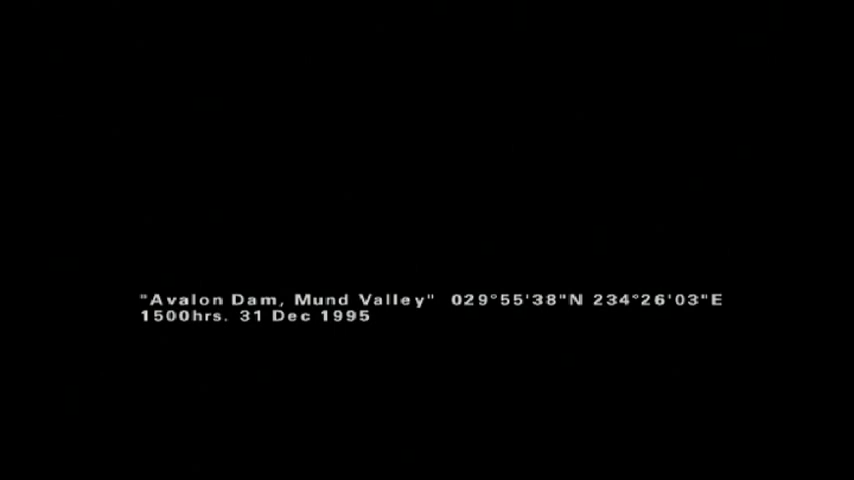 "Avalon Dam, Mund Valley" 029°55'38"N 234°26'03"E
1500hrs. 31 Dec 1995